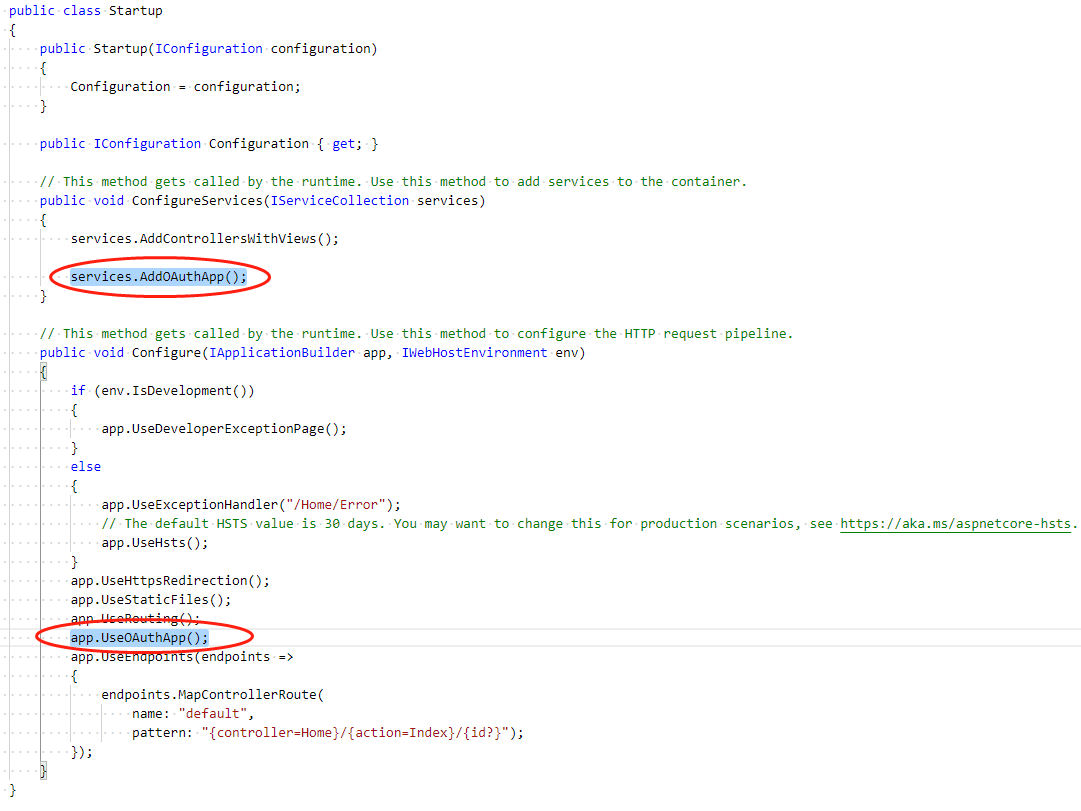 public class Startup
{
public Startup(IConfiguration configuration)
{
Configuration = configuration;
}
public IConfiguration Configuration { get; }
// This method gets called by the runtime. Use this method to add services to the container.
public void ConfigureServices(IServiceCollection services)
{
services.AddControllersWithViews();
services.AddOAuthApp();
}
// This method gets called by the runtime. Use this method to configure the HTTP request pipeline.
public void Configure(IApplicationBuilder app, IWebHostEnvironment env)
{
if (env.IsDevelopment())
{
app.UseDeveloperExceptionPage();
}
else
{
app.UseExceptionHandler("/Home/Error");
// The default HSTS value is 30 days. You may want to change this for production scenarios, see https://aka.ms/aspnetcore-hsts.
app.UseHsts();
}
app.UseHttpsRedirection();
app.UseStaticFiles();
app.UseRouting();
app.UseOAuthApp();
app.UseEndpoints(endpoints =>
{
endpoints.MapControllerRoute(
name: "default",
pattern: "{controller=Home}/{action=Index}/{id?}");
});
}
}